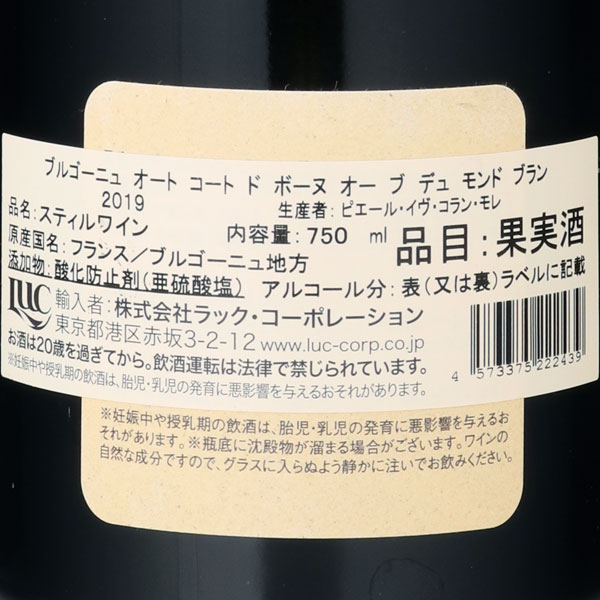 ブルゴーニュ オート コート ド ボーヌ オー ブ デュ モンド ブラン
2019 生産者：ピエール・イヴ・コラン・モレ
品名：スティルワイン
原産国名：フランス／ブルゴーニュ地方 内容量：750 ml 品目：果実酒
添加物：酸化防止剤（亜硫酸塩） アルコール分：表（又は裏）ラベルに記載
LUC 輸入者：株式会社ラック・コーポレーション
東京都港区赤坂3-2-12 www.luc-corp.co.jp
お酒は20歳を過ぎてから。飲酒運転は法律で禁じられています。
※妊娠中や授乳期の飲酒は、胎児・乳児の発育に悪影響を与えるおそれがあります。
4 573375 222439
※妊娠中や授乳期の飲酒は、胎児・乳児の発育に悪影響を与えるお
それがあります。※瓶底に沈殿物が溜まる場合がございます。ワインの
自然な成分ですので、グラスに入らぬよう静かに注いでお飲みください。